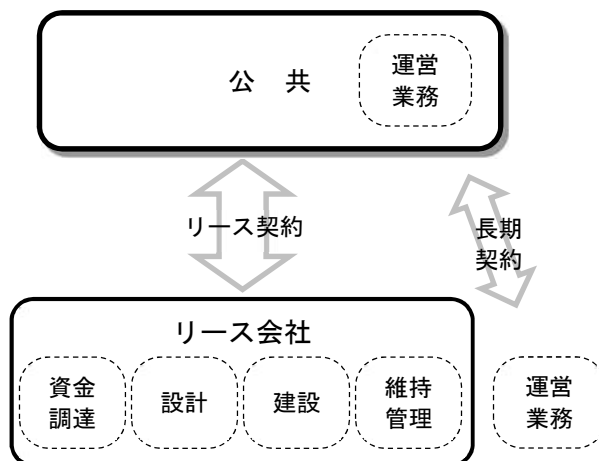 公 共
運営
業務
リース契約
長期
契約
リース会社
資金
調達
設計
建設
維持
管理
運営
業務